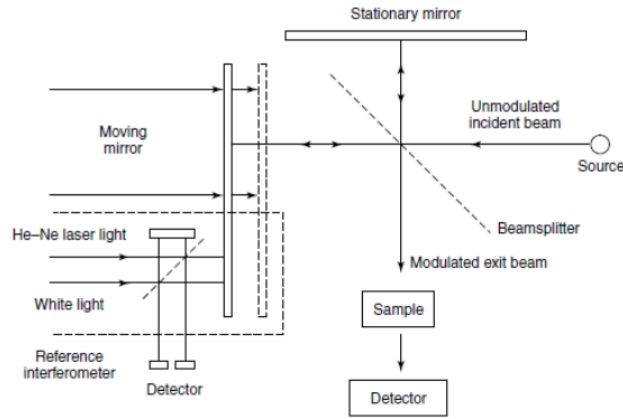 Stationary mirror
Unmodulated
incident beam
Moving
mirror
Source
He–Ne laser light
Beamsplitter
Modulated exit beam
White light
Sample
Reference
interferometer
Detector
Detector